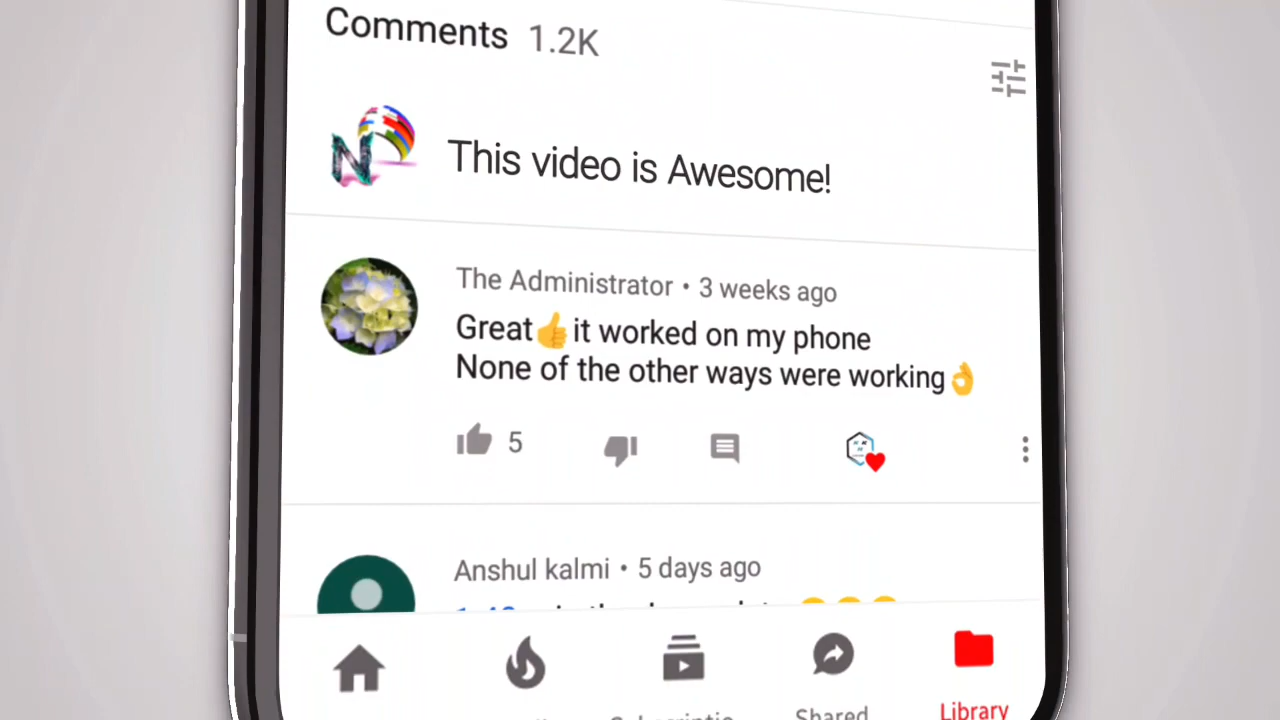 Comments 1.2K
This video is Awesome!
The Administrator • 3 weeks ago
Great👍it worked on my phone
None of the other ways were working👌
5
Anshul kalmi • 5 days ago
Shared
Library